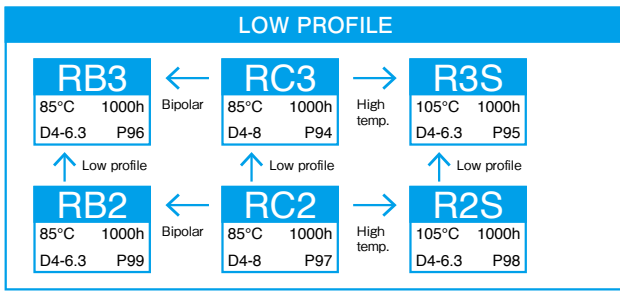 LOW PROFILE
RB3 RC3 R3S
85°C 1000h Bipolar 85°C 1000h High temp. 105°C 1000h
D4-6.3 P96 D4-8 P94 D4-6.3 P95
Low profile Low profile Low profile
RB2 RC2 R2S
85°C 1000h Bipolar 85°C 1000h High temp. 105°C 1000h
D4-6.3 P99 D4-8 P97 D4-6.3 P98